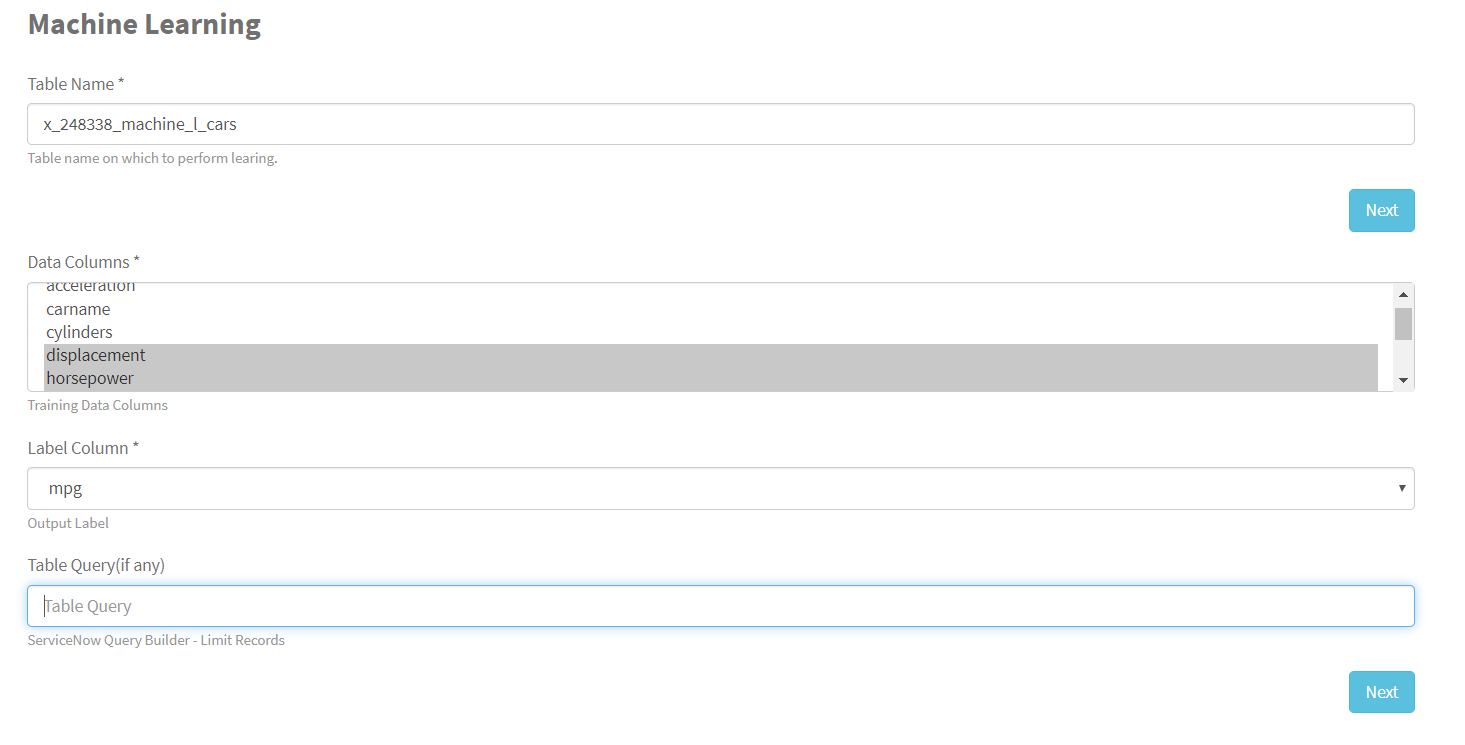 Machine Learning
Table Name *
x_248338_machine_l_cars
Table name on which to perform learing.
Next
Data Columns *
acceleration
carname
cylinders
displacement
horsepower
Training Data Columns
Label Column *
mpg
Output Label
Table Query(if any)
Table Query
ServiceNow Query Builder - Limit Records
Next